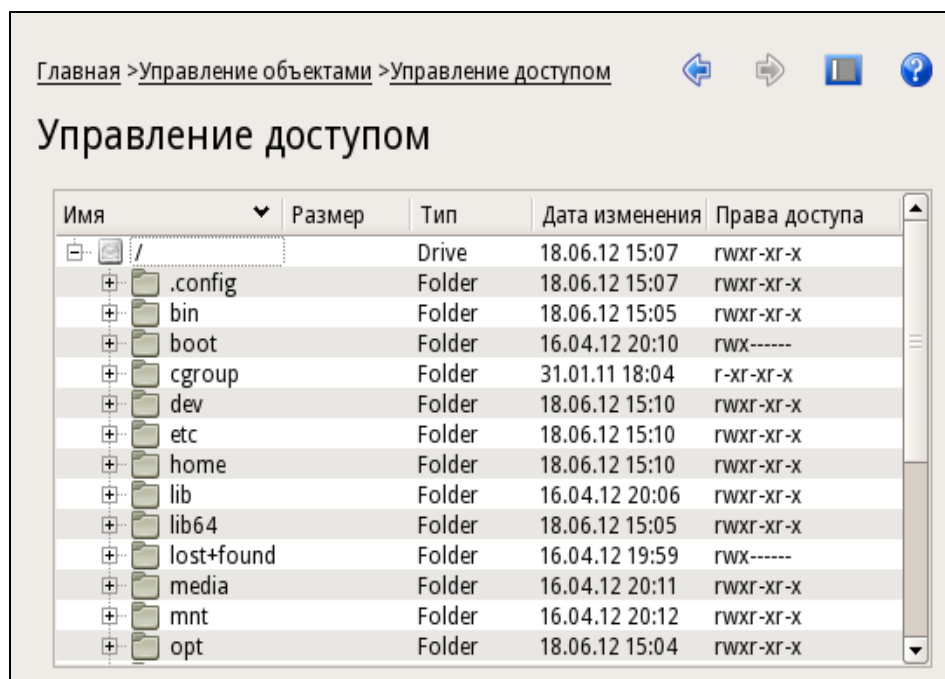 Главная >Управление объектами >Управление доступом
Управление доступом
Имя Размер Тип Дата изменения Права доступа
/ Drive 18.06.12 15:07 rwxr-xr-x
.config Folder 18.06.12 15:07 rwxr-xr-x
bin Folder 18.06.12 15:05 rwxr-xr-x
boot Folder 16.04.12 20:10 rwx------
cgroup Folder 31.01.11 18:04 r-xr-xr-x
dev Folder 18.06.12 15:10 rwxr-xr-x
etc Folder 18.06.12 15:10 rwxr-xr-x
home Folder 18.06.12 15:10 rwxr-xr-x
lib Folder 16.04.12 20:06 rwxr-xr-x
lib64 Folder 18.06.12 15:05 rwxr-xr-x
lost+found Folder 16.04.12 19:59 rwx------
media Folder 16.04.12 20:11 rwxr-xr-x
mnt Folder 16.04.12 20:12 rwxr-xr-x
opt Folder 18.06.12 15:04 rwxr-xr-x